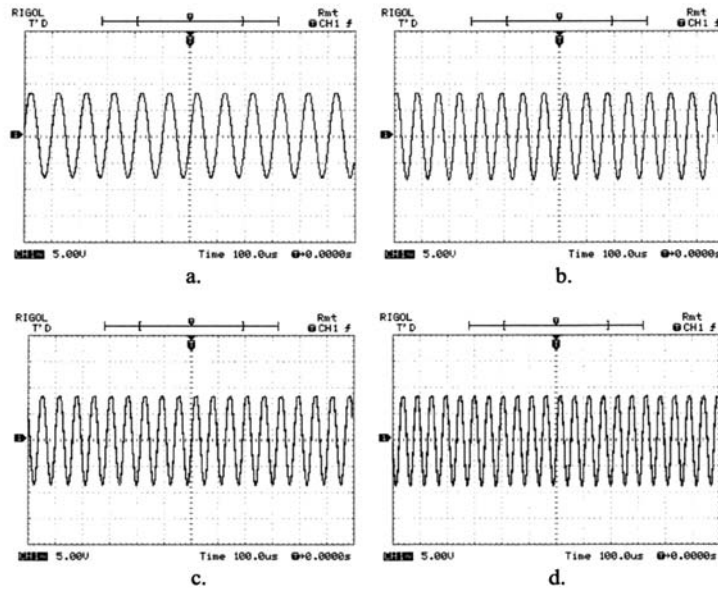 RIGOL Rmt
T'D CH1
CH1 5.00V Time 100.0us +0.0000s
a.
RIGOL Rmt
T'D CH1
CH1 5.00V Time 100.0us +0.0000s
b.
RIGOL Rmt
T'D CH1
CH1 5.00V Time 100.0us +0.0000s
c.
RIGOL Rmt
T'D CH1
CH1 5.00V Time 100.0us +0.0000s
d.